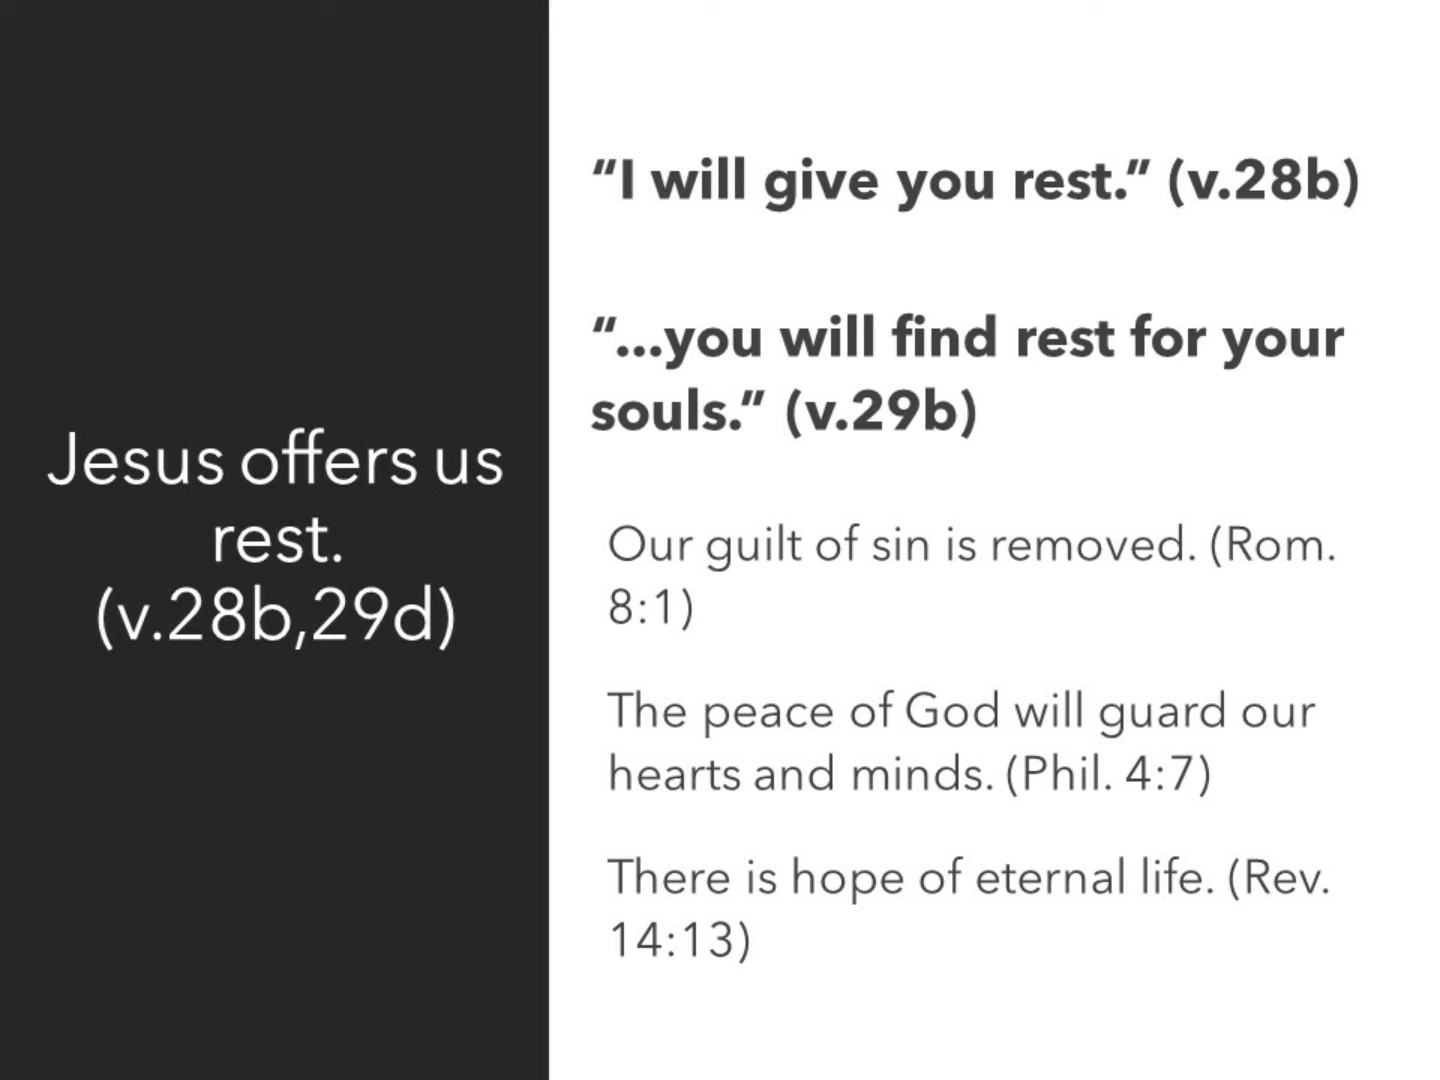 Jesus offers us
rest.
(v.28b,29d)
“I will give you rest.” (v.28b)
“...you will find rest for your
souls.” (v.29b)
Our guilt of sin is removed. (Rom.
8:1)
The peace of God will guard our
hearts and minds. (Phil. 4:7)
There is hope of eternal life. (Rev.
14:13)